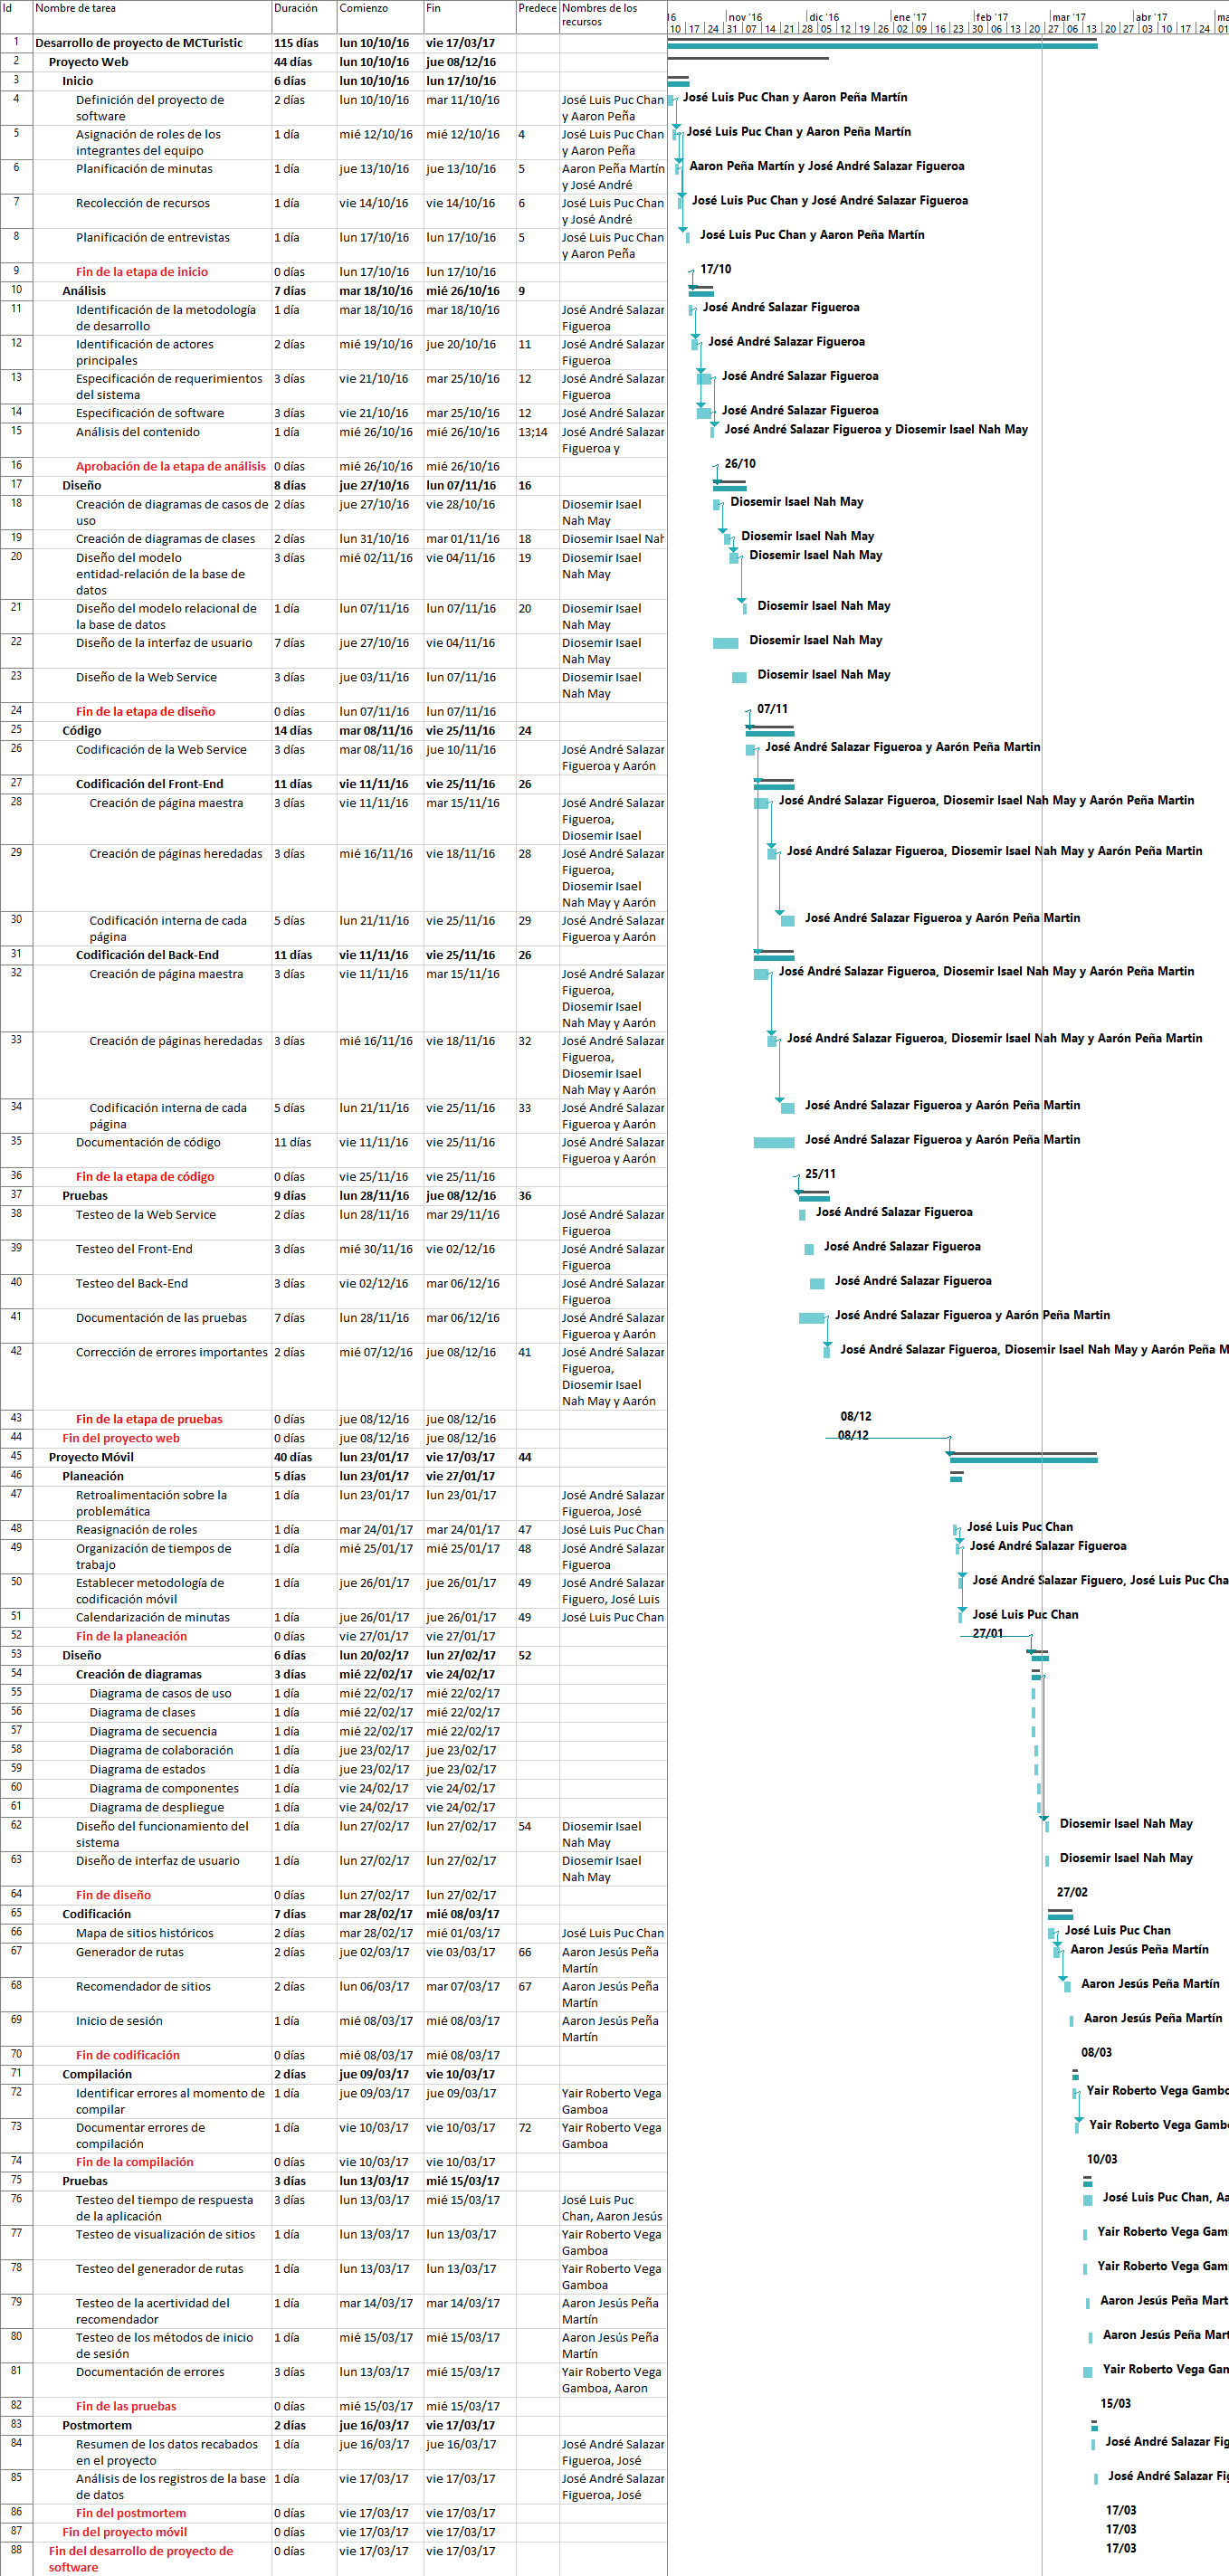 Id Nombre de tarea Duración Comienzo Fin Predece Nombres de los recursos
16 nov '16 dic '16 ene '17 feb '17 mar '17 abr '17
10 17 24 31 07 14 21 28 05 12 19 26 02 09 16 23 30 06 13 20 27 06 13 20 27 03 10 17 24 01
1 Desarrollo de proyecto de MCTuristic 115 días lun 10/10/16 vie 17/03/17
2 Proyecto Web 44 días lun 10/10/16 jue 08/12/16
3 Inicio 6 días lun 10/10/16 lun 17/10/16
4 Definición del proyecto de software 2 días lun 10/10/16 mar 11/10/16 José Luis Puc Chan y Aaron Peña José Luis Puc Chan y Aaron Peña Martín
5 Asignación de roles de los integrantes del equipo 1 día mié 12/10/16 mié 12/10/16 4 José Luis Puc Chan y Aaron Peña José Luis Puc Chan y Aaron Peña Martín
6 Planificación de minutas 1 día jue 13/10/16 jue 13/10/16 5 Aaron Peña Martín y José André Aaron Peña Martín y José André Salazar Figueroa
7 Recolección de recursos 1 día vie 14/10/16 vie 14/10/16 6 José Luis Puc Chan y José André José Luis Puc Chan y José André Salazar Figueroa
8 Planificación de entrevistas 1 día lun 17/10/16 lun 17/10/16 5 José Luis Puc Chan y Aaron Peña José Luis Puc Chan y Aaron Peña Martín
9 Fin de la etapa de inicio 0 días lun 17/10/16 lun 17/10/16 17/10
10 Análisis 7 días mar 18/10/16 mié 26/10/16 9
11 Identificación de la metodología de desarrollo 1 día mar 18/10/16 mar 18/10/16 José André Salazar Figueroa José André Salazar Figueroa
12 Identificación de actores principales 2 días mié 19/10/16 jue 20/10/16 11 José André Salazar Figueroa José André Salazar Figueroa
13 Especificación de requerimientos del sistema 3 días vie 21/10/16 mar 25/10/16 12 José André Salazar Figueroa José André Salazar Figueroa
14 Especificación de software 3 días vie 21/10/16 mar 25/10/16 12 José André Salazar José André Salazar Figueroa
15 Análisis del contenido 1 día mié 26/10/16 mié 26/10/16 13;14 José André Salazar Figueroa y José André Salazar Figueroa y Diosemir Isael Nah May
16 Aprobación de la etapa de análisis 0 días mié 26/10/16 mié 26/10/16 26/10
17 Diseño 8 días jue 27/10/16 lun 07/11/16 16
18 Creación de diagramas de casos de uso 2 días jue 27/10/16 vie 28/10/16 Diosemir Isael Nah May Diosemir Isael Nah May
19 Creación de diagramas de clases 2 días lun 31/10/16 mar 01/11/16 18 Diosemir Isael Nah Diosemir Isael Nah May
20 Diseño del modelo entidad-relación de la base de datos 3 días mié 02/11/16 vie 04/11/16 19 Diosemir Isael Nah May Diosemir Isael Nah May
21 Diseño del modelo relacional de la base de datos 1 día lun 07/11/16 lun 07/11/16 20 Diosemir Isael Nah May Diosemir Isael Nah May
22 Diseño de la interfaz de usuario 7 días jue 27/10/16 vie 04/11/16 Diosemir Isael Nah May Diosemir Isael Nah May
23 Diseño de la Web Service 3 días jue 03/11/16 lun 07/11/16 Diosemir Isael Nah May Diosemir Isael Nah May
24 Fin de la etapa de diseño 0 días lun 07/11/16 lun 07/11/16 07/11
25 Código 14 días mar 08/11/16 vie 25/11/16 24
26 Codificación de la Web Service 3 días mar 08/11/16 jue 10/11/16 José André Salazar Figueroa y Aarón José André Salazar Figueroa y Aarón Peña Martin
27 Codificación del Front-End 11 días vie 11/11/16 vie 25/11/16 26
28 Creación de página maestra 3 días vie 11/11/16 mar 15/11/16 José André Salazar Figueroa, Diosemir Isael José André Salazar Figueroa, Diosemir Isael Nah May y Aarón Peña Martin
29 Creación de páginas heredadas 3 días mié 16/11/16 vie 18/11/16 28 José André Salazar Figueroa, Diosemir Isael Nah May y Aarón José André Salazar Figueroa, Diosemir Isael Nah May y Aarón Peña Martin
30 Codificación interna de cada página 5 días lun 21/11/16 vie 25/11/16 29 José André Salazar Figueroa y Aarón José André Salazar Figueroa y Aarón Peña Martin
31 Codificación del Back-End 11 días vie 11/11/16 vie 25/11/16 26
32 Creación de página maestra 3 días vie 11/11/16 mar 15/11/16 José André Salazar Figueroa, Diosemir Isael Nah May y Aarón José André Salazar Figueroa, Diosemir Isael Nah May y Aarón Peña Martin
33 Creación de páginas heredadas 3 días mié 16/11/16 vie 18/11/16 32 José André Salazar Figueroa, Diosemir Isael Nah May y Aarón José André Salazar Figueroa, Diosemir Isael Nah May y Aarón Peña Martin
34 Codificación interna de cada página 5 días lun 21/11/16 vie 25/11/16 33 José André Salazar Figueroa y Aarón José André Salazar Figueroa y Aarón Peña Martin
35 Documentación de código 11 días vie 11/11/16 vie 25/11/16 José André Salazar Figueroa y Aarón José André Salazar Figueroa y Aarón Peña Martin
36 Fin de la etapa de código 0 días vie 25/11/16 vie 25/11/16 25/11
37 Pruebas 9 días lun 28/11/16 jue 08/12/16 36
38 Testeo de la Web Service 2 días lun 28/11/16 mar 29/11/16 José André Salazar Figueroa José André Salazar Figueroa
39 Testeo del Front-End 3 días mié 30/11/16 vie 02/12/16 José André Salazar Figueroa José André Salazar Figueroa
40 Testeo del Back-End 3 días vie 02/12/16 mar 06/12/16 José André Salazar Figueroa José André Salazar Figueroa
41 Documentación de las pruebas 7 días lun 28/11/16 mar 06/12/16 José André Salazar Figueroa y Aarón José André Salazar Figueroa y Aarón Peña Martin
42 Corrección de errores importantes 2 días mié 07/12/16 jue 08/12/16 41 José André Salazar Figueroa, Diosemir Isael Nah May y Aarón José André Salazar Figueroa, Diosemir Isael Nah May y Aarón Peña M
43 Fin de la etapa de pruebas 0 días jue 08/12/16 jue 08/12/16 08/12
44 Fin del proyecto web 0 días jue 08/12/16 jue 08/12/16 08/12
45 Proyecto Móvil 40 días lun 23/01/17 vie 17/03/17 44
46 Planeación 5 días lun 23/01/17 vie 27/01/17
47 Retroalimentación sobre la problemática 1 día lun 23/01/17 lun 23/01/17 José André Salazar Figueroa, José
48 Reasignación de roles 1 día mar 24/01/17 mar 24/01/17 47 José Luis Puc Chan José Luis Puc Chan
49 Organización de tiempos de trabajo 1 día mié 25/01/17 mié 25/01/17 48 José André Salazar Figueroa José André Salazar Figueroa
50 Establecer metodología de codificación móvil 1 día jue 26/01/17 jue 26/01/17 49 José André Salazar Figuero, José Luis José André Salazar Figuero, José Luis Puc Cha
51 Calendarización de minutas 1 día jue 26/01/17 jue 26/01/17 49 José Luis Puc Chan José Luis Puc Chan
52 Fin de la planeación 0 días vie 27/01/17 vie 27/01/17 27/01
53 Diseño 6 días lun 20/02/17 lun 27/02/17 52
54 Creación de diagramas 3 días mié 22/02/17 vie 24/02/17
55 Diagrama de casos de uso 1 día mié 22/02/17 mié 22/02/17
56 Diagrama de clases 1 día mié 22/02/17 mié 22/02/17
57 Diagrama de secuencia 1 día mié 22/02/17 mié 22/02/17
58 Diagrama de colaboración 1 día jue 23/02/17 jue 23/02/17
59 Diagrama de estados 1 día jue 23/02/17 jue 23/02/17
60 Diagrama de componentes 1 día vie 24/02/17 vie 24/02/17
61 Diagrama de despliegue 1 día vie 24/02/17 vie 24/02/17
62 Diseño del funcionamiento del sistema 1 día lun 27/02/17 lun 27/02/17 54 Diosemir Isael Nah May Diosemir Isael Nah May
63 Diseño de interfaz de usuario 1 día lun 27/02/17 lun 27/02/17 Diosemir Isael Nah May Diosemir Isael Nah May
64 Fin de diseño 0 días lun 27/02/17 lun 27/02/17 27/02
65 Codificación 7 días mar 28/02/17 mié 08/03/17
66 Mapa de sitios históricos 2 días mar 28/02/17 mié 01/03/17 José Luis Puc Chan José Luis Puc Chan
67 Generador de rutas 2 días jue 02/03/17 vie 03/03/17 66 Aaron Jesús Peña Martín Aaron Jesús Peña Martín
68 Recomendador de sitios 2 días lun 06/03/17 mar 07/03/17 67 Aaron Jesús Peña Martín Aaron Jesús Peña Martín
69 Inicio de sesión 1 día mié 08/03/17 mié 08/03/17 Aaron Jesús Peña Martín Aaron Jesús Peña Martín
70 Fin de codificación 0 días mié 08/03/17 mié 08/03/17 08/03
71 Compilación 2 días jue 09/03/17 vie 10/03/17
72 Identificar errores al momento de compilar 1 día jue 09/03/17 jue 09/03/17 Yair Roberto Vega Gamboa Yair Roberto Vega Gambo
73 Documentar errores de compilación 1 día vie 10/03/17 vie 10/03/17 72 Yair Roberto Vega Gamboa Yair Roberto Vega Gamb
74 Fin de la compilación 0 días vie 10/03/17 vie 10/03/17 10/03
75 Pruebas 3 días lun 13/03/17 mié 15/03/17
76 Testeo del tiempo de respuesta de la aplicación 3 días lun 13/03/17 mié 15/03/17 José Luis Puc Chan, Aaron Jesús José Luis Puc Chan, Aa
77 Testeo de visualización de sitios 1 día lun 13/03/17 lun 13/03/17 Yair Roberto Vega Gamboa Yair Roberto Vega Gam
78 Testeo del generador de rutas 1 día lun 13/03/17 lun 13/03/17 Yair Roberto Vega Gamboa Yair Roberto Vega Gam
79 Testeo de la acertividad del recomendador 1 día mar 14/03/17 mar 14/03/17 Aaron Jesús Peña Martín Aaron Jesús Peña Mart
80 Testeo de los métodos de inicio de sesión 1 día mié 15/03/17 mié 15/03/17 Aaron Jesús Peña Martín Aaron Jesús Peña Mar
81 Documentación de errores 3 días lun 13/03/17 mié 15/03/17 Yair Roberto Vega Gamboa, Aaron Yair Roberto Vega Gan
82 Fin de las pruebas 0 días mié 15/03/17 mié 15/03/17 15/03
83 Postmortem 2 días jue 16/03/17 vie 17/03/17
84 Resumen de los datos recabados en el proyecto 1 día jue 16/03/17 jue 16/03/17 José André Salazar Figueroa, José José André Salazar Fig
85 Análisis de los registros de la base de datos 1 día vie 17/03/17 vie 17/03/17 José André Salazar Figueroa, José José André Salazar Fi
86 Fin del postmortem 0 días vie 17/03/17 vie 17/03/17 17/03
87 Fin del proyecto móvil 0 días vie 17/03/17 vie 17/03/17 17/03
88 Fin del desarrollo de proyecto de software 0 días vie 17/03/17 vie 17/03/17 17/03